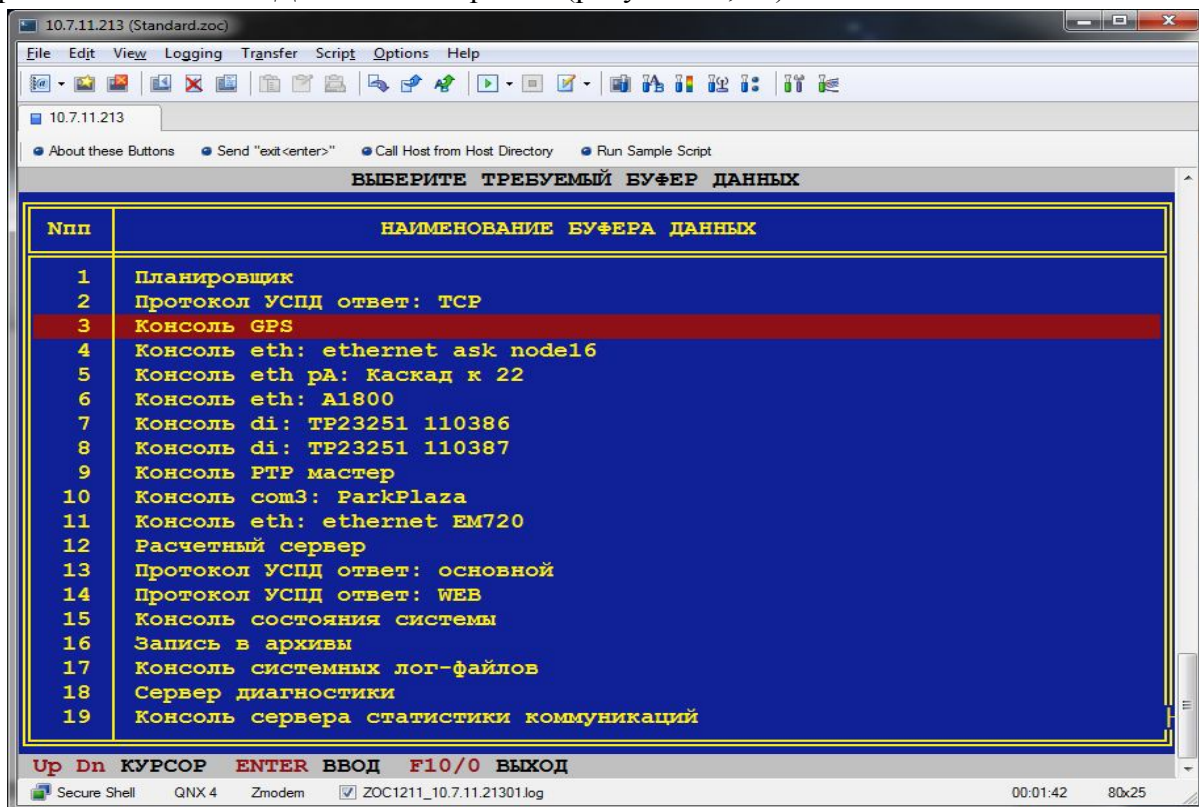 10.7.11.213 (Standard.zoc)
File Edit View Logging Transfer Script Options Help
10.7.11.213
About these Buttons Send "exit<enter>" Call Host from Host Directory Run Sample Script
ВЫБЕРИТЕ ТРЕБУЕМЫЙ БУФЕР ДАННЫХ
Nпп НАИМЕНОВАНИЕ БУФЕРА ДАННЫХ
1 Планировщик
2 Протокол УСПД ответ: TCP
3 Консоль GPS
4 Консоль eth: ethernet ask node16
5 Консоль eth pA: Каскад к 22
6 Консоль eth: A1800
7 Консоль di: TP23251 110386
8 Консоль di: TP23251 110387
9 Консоль PTP мастер
10 Консоль com3: ParkPlaza
11 Консоль eth: ethernet EM720
12 Расчетный сервер
13 Протокол УСПД ответ: основной
14 Протокол УСПД ответ: WEB
15 Консоль состояния системы
16 Запись в архивы
17 Консоль системных лог-файлов
18 Сервер диагностики
19 Консоль сервера статистики коммуникаций
Up Dn КУРСОР ENTER ВВОД F10/0 ВЫХОД
Secure Shell QNX 4 Zmodem ZOC1211_10.7.11.21301.log 00:01:42 80x25